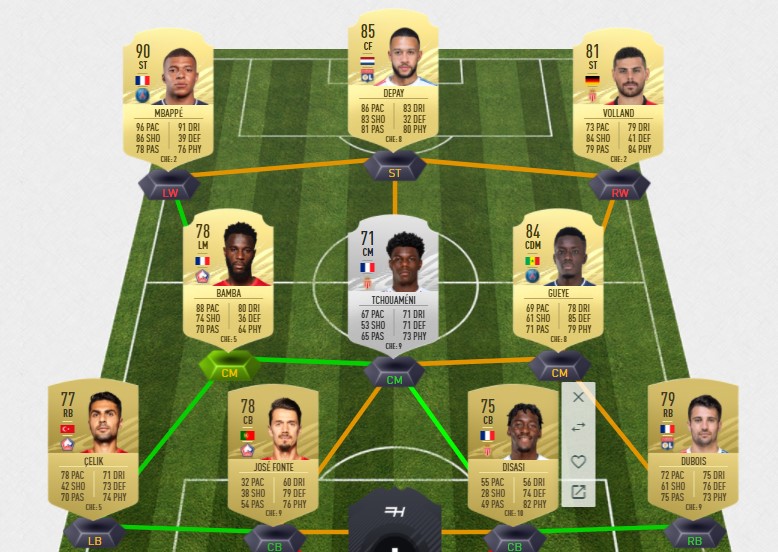 85
CF
DEPAY
86 PAC 83 DRI
83 SHO 32 DEF
81 PAS 80 PHY
CHE: 8
ST
90
ST
MBAPPÉ
96 PAC 91 DRI
86 SHO 39 DEF
78 PAS 76 PHY
CHE: 2
LW
81
ST
VOLLAND
73 PAC 79 DRI
84 SHO 41 DEF
79 PAS 84 PHY
CHE: 2
RW
78
LM
BAMBA
88 PAC 80 DRI
74 SHO 36 DEF
70 PAS 64 PHY
CHE: 5
CM
71
CM
TCHOUAMÉNI
67 PAC 71 DRI
53 SHO 71 DEF
65 PAS 73 PHY
CHE: 9
CM
84
CDM
GUEYE
69 PAC 78 DRI
61 SHO 85 DEF
71 PAS 79 PHY
CHE: 8
CM
77
RB
ÇELIK
78 PAC 71 DRI
42 SHO 73 DEF
70 PAS 74 PHY
CHE: 5
LB
78
CB
JOSÉ FONTE
32 PAC 60 DRI
38 SHO 79 DEF
54 PAS 76 PHY
CHE: 9
CB
75
CB
DISASI
55 PAC 56 DRI
28 SHO 74 DEF
49 PAS 82 PHY
CHE: 10
CB
79
RB
DUBOIS
72 PAC 75 DRI
61 SHO 76 DEF
75 PAS 73 PHY
CHE: 9
RB